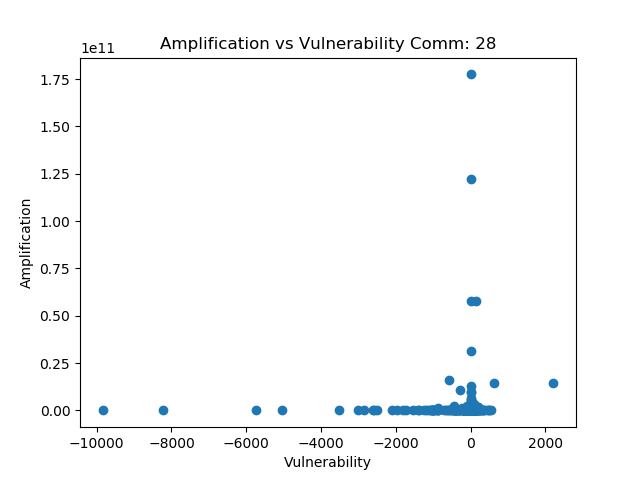 Amplification vs Vulnerability Comm: 28
1e11
1.75
1.50
1.25
1.00
0.75
0.50
0.25
0.00
Amplification
−10000 −8000 −6000 −4000 −2000 0 2000
Vulnerability